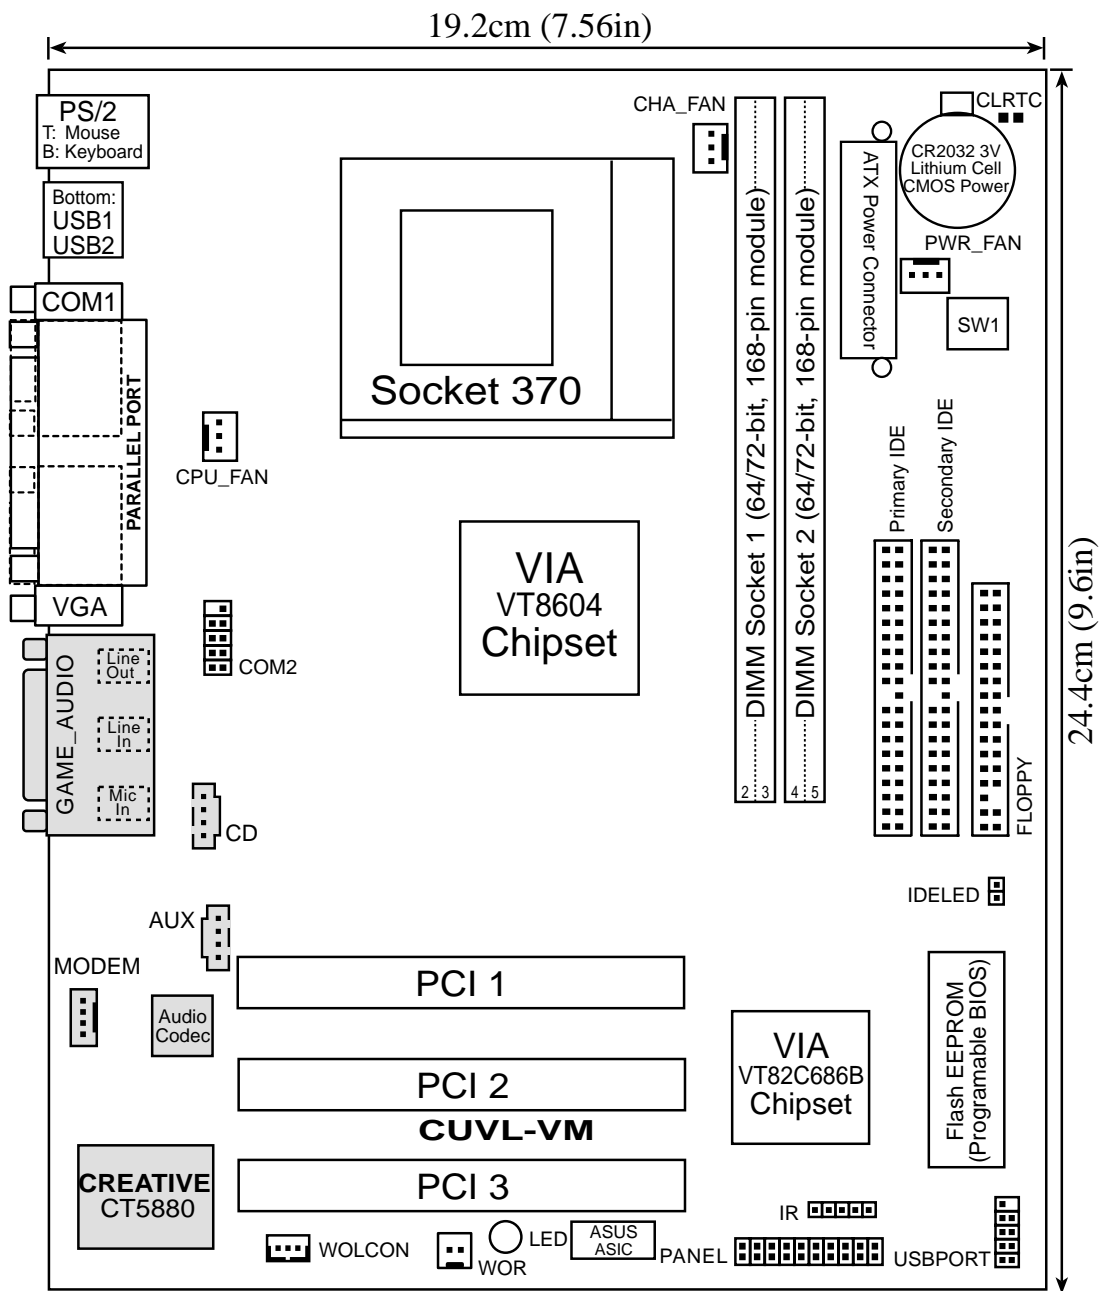 19.2cm (7.56in)
PS/2
T: Mouse
B: Keyboard
CHA_FAN
CLRTC
CR2032 3V
Lithium Cell
CMOS Power
Bottom:
USB1
USB2
PWR_FAN
ATX Power Connector
COM1
SW1
Socket 370
PARALLEL PORT
CPU_FAN
DIMM Socket 1 (64/72-bit, 168-pin module)
DIMM Socket 2 (64/72-bit, 168-pin module)
Primary IDE
Secondary IDE
24.4cm (9.6in)
VIA
VT8604
Chipset
VGA
COM2
GAME_AUDIO
Line
Out
Line
In
Mic
In
2 3
4 5
FLOPPY
CD
IDELED
AUX
MODEM
Audio
Codec
PCI 1
Flash EEPROM
(Programable BIOS)
VIA
VT82C686B
Chipset
PCI 2
CUVL-VM
CREATIVE
CT5880
PCI 3
IR
WOLCON
WOR
LED
ASUS
ASIC
PANEL
USBPORT